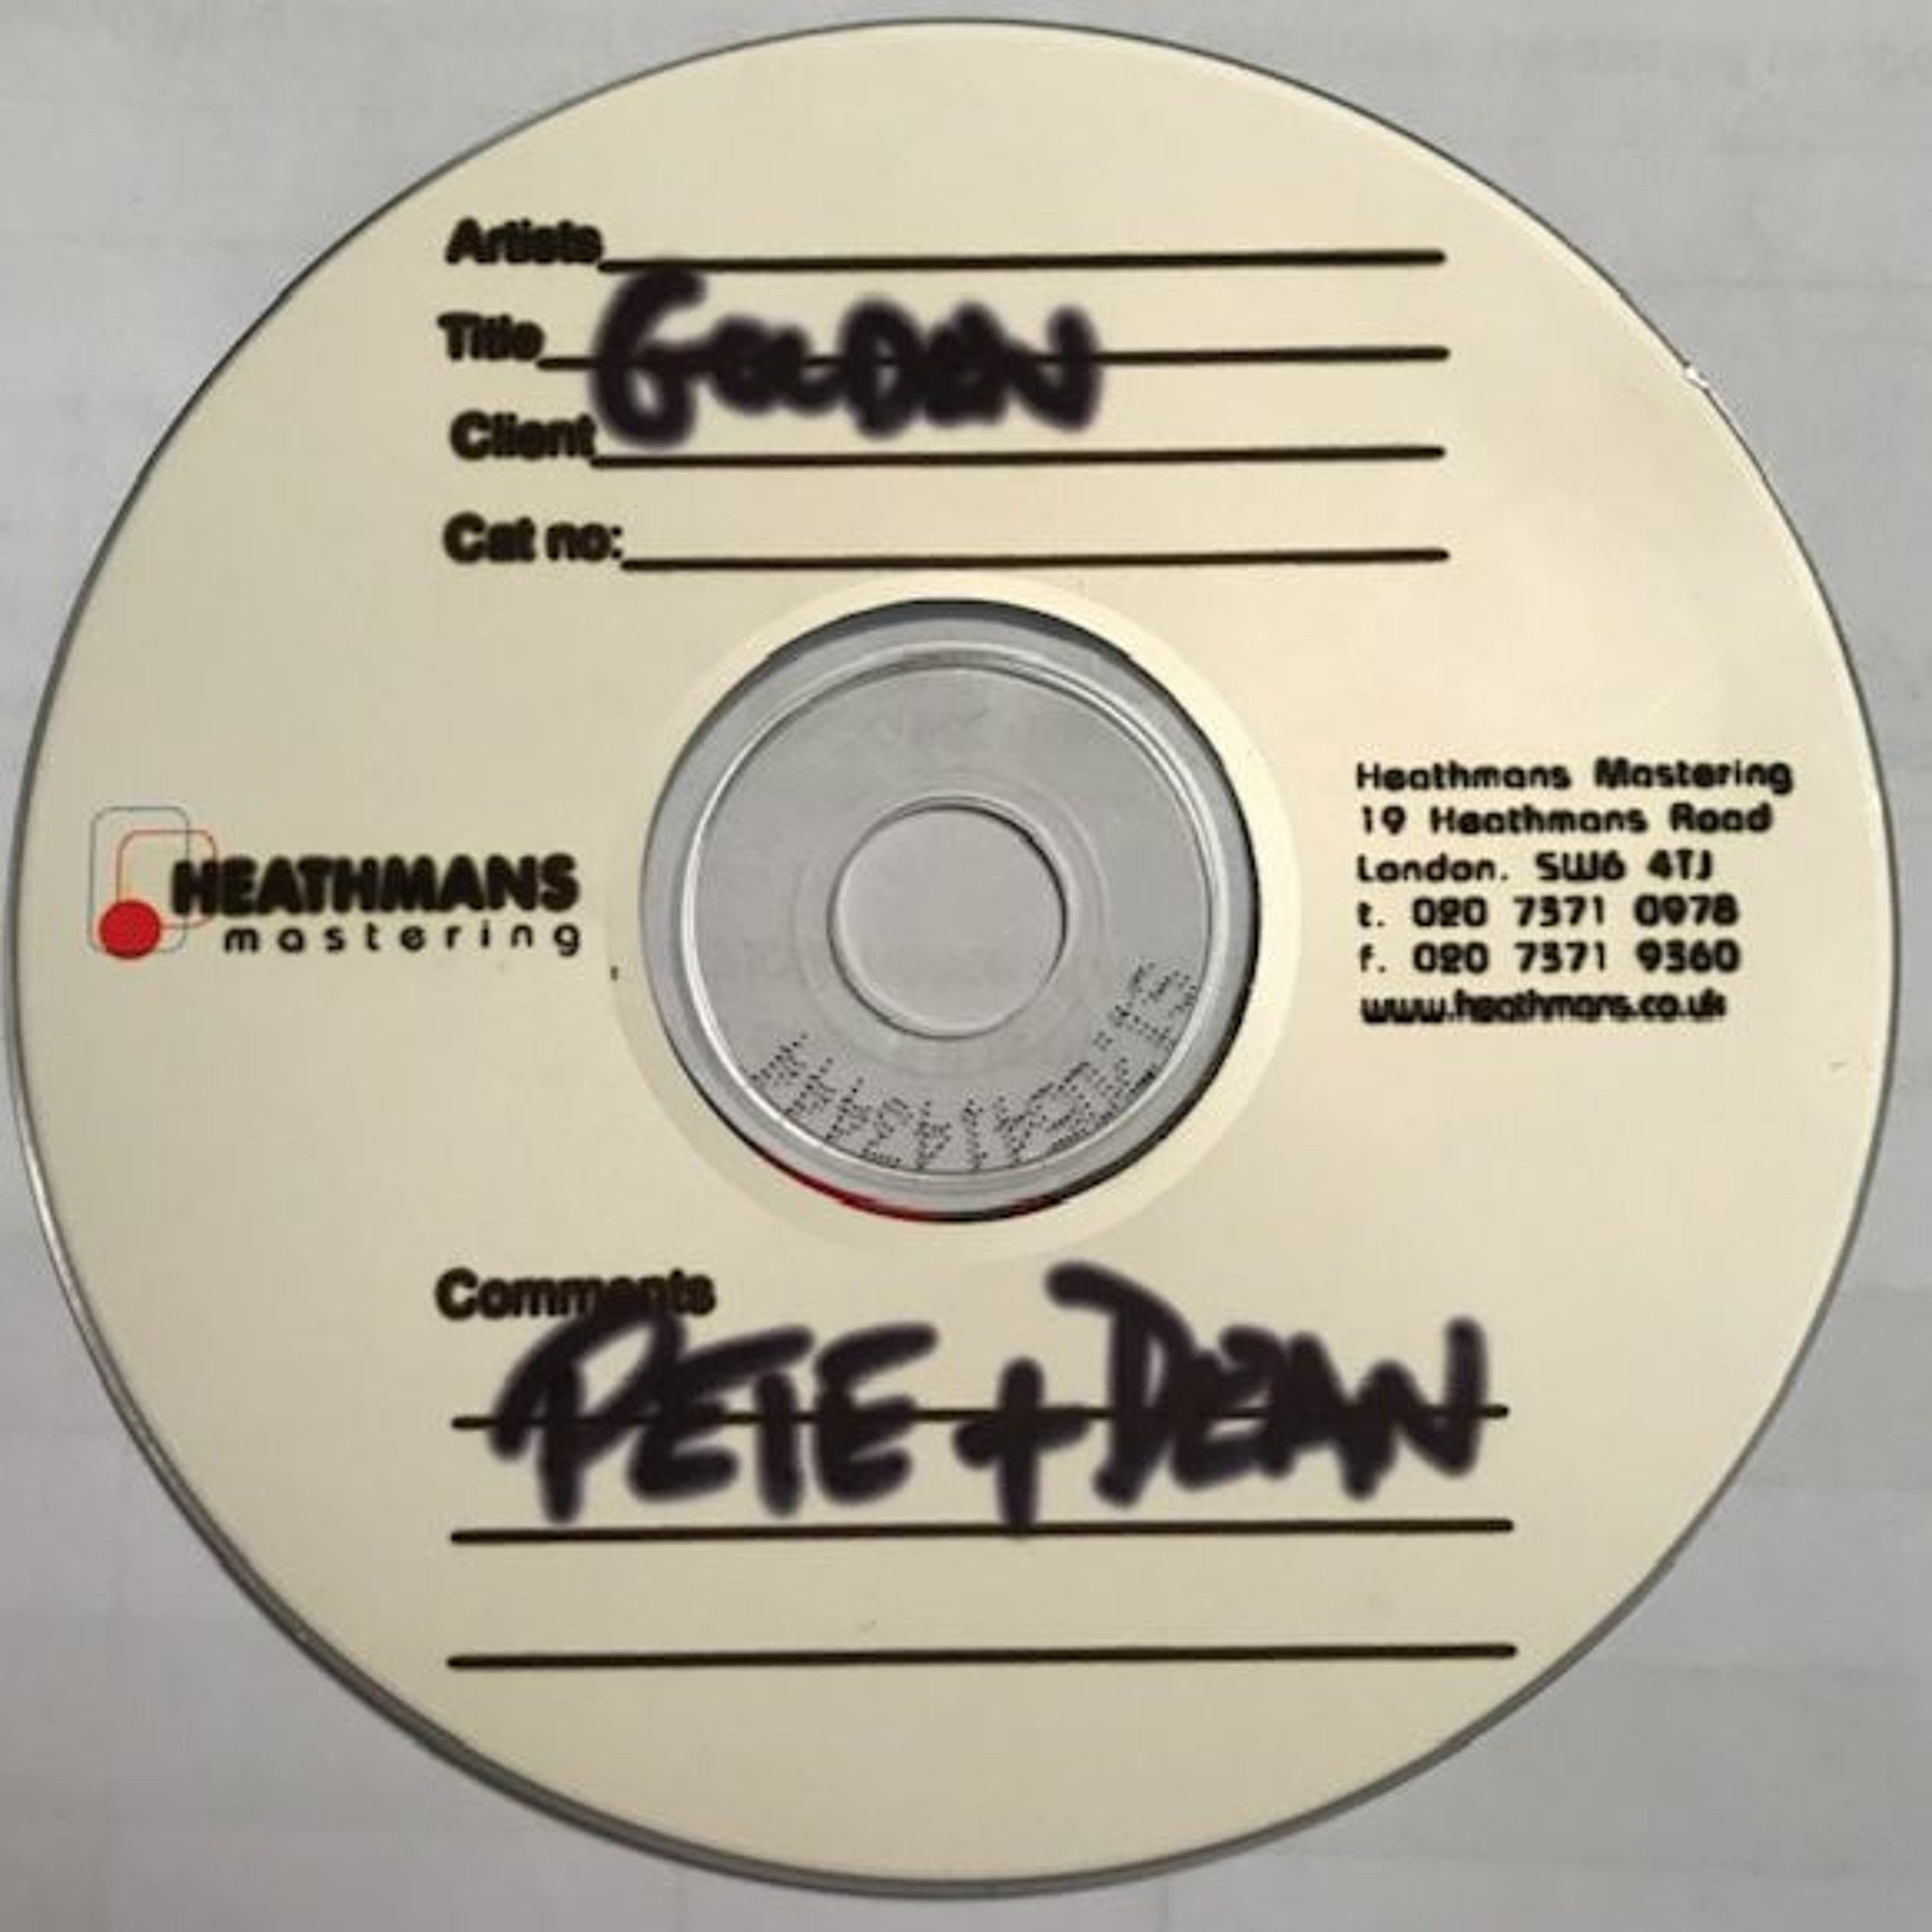 Artists
Title GOLDEN
Client
Cat no:
HEATHMANS
mastering
Heathmans Mastering
19 Heathmans Road
London. SW6 4TJ
t. 020 7371 0978
f. 020 7371 9360
www.heathmans.co.uk
Comments
PETE + DEAN